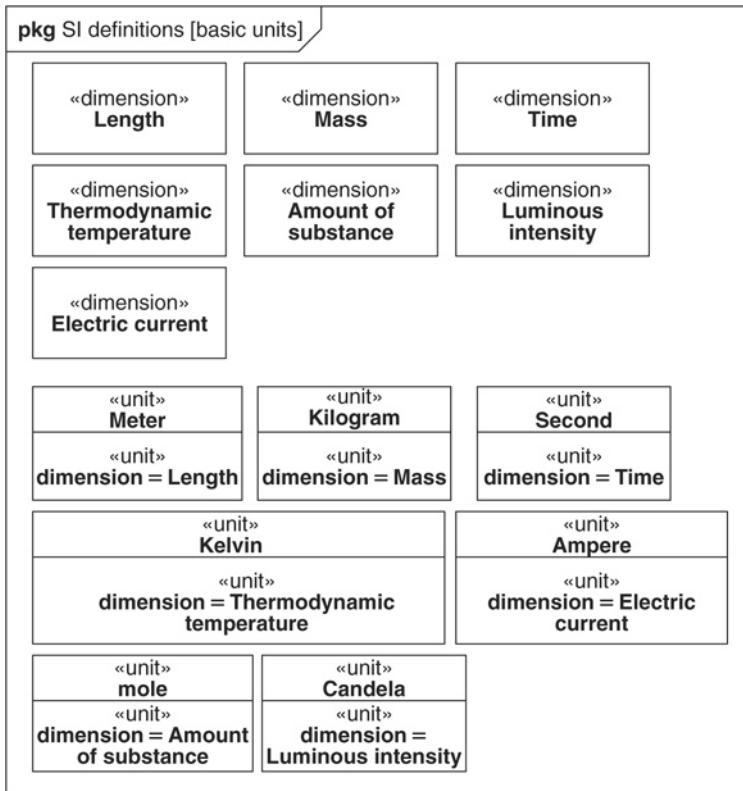 pkg SI definitions [basic units]
«dimension»
Length
«dimension»
Mass
«dimension»
Time
«dimension»
Thermodynamic
temperature
«dimension»
Amount of
substance
«dimension»
Luminous
intensity
«dimension»
Electric current
«unit»
Meter
«unit»
dimension = Length
«unit»
Kilogram
«unit»
dimension = Mass
«unit»
Second
«unit»
dimension = Time
«unit»
Kelvin
«unit»
dimension = Thermodynamic
temperature
«unit»
Ampere
«unit»
dimension = Electric
current
«unit»
mole
«unit»
dimension = Amount
of substance
«unit»
Candela
«unit»
dimension =
Luminous intensity